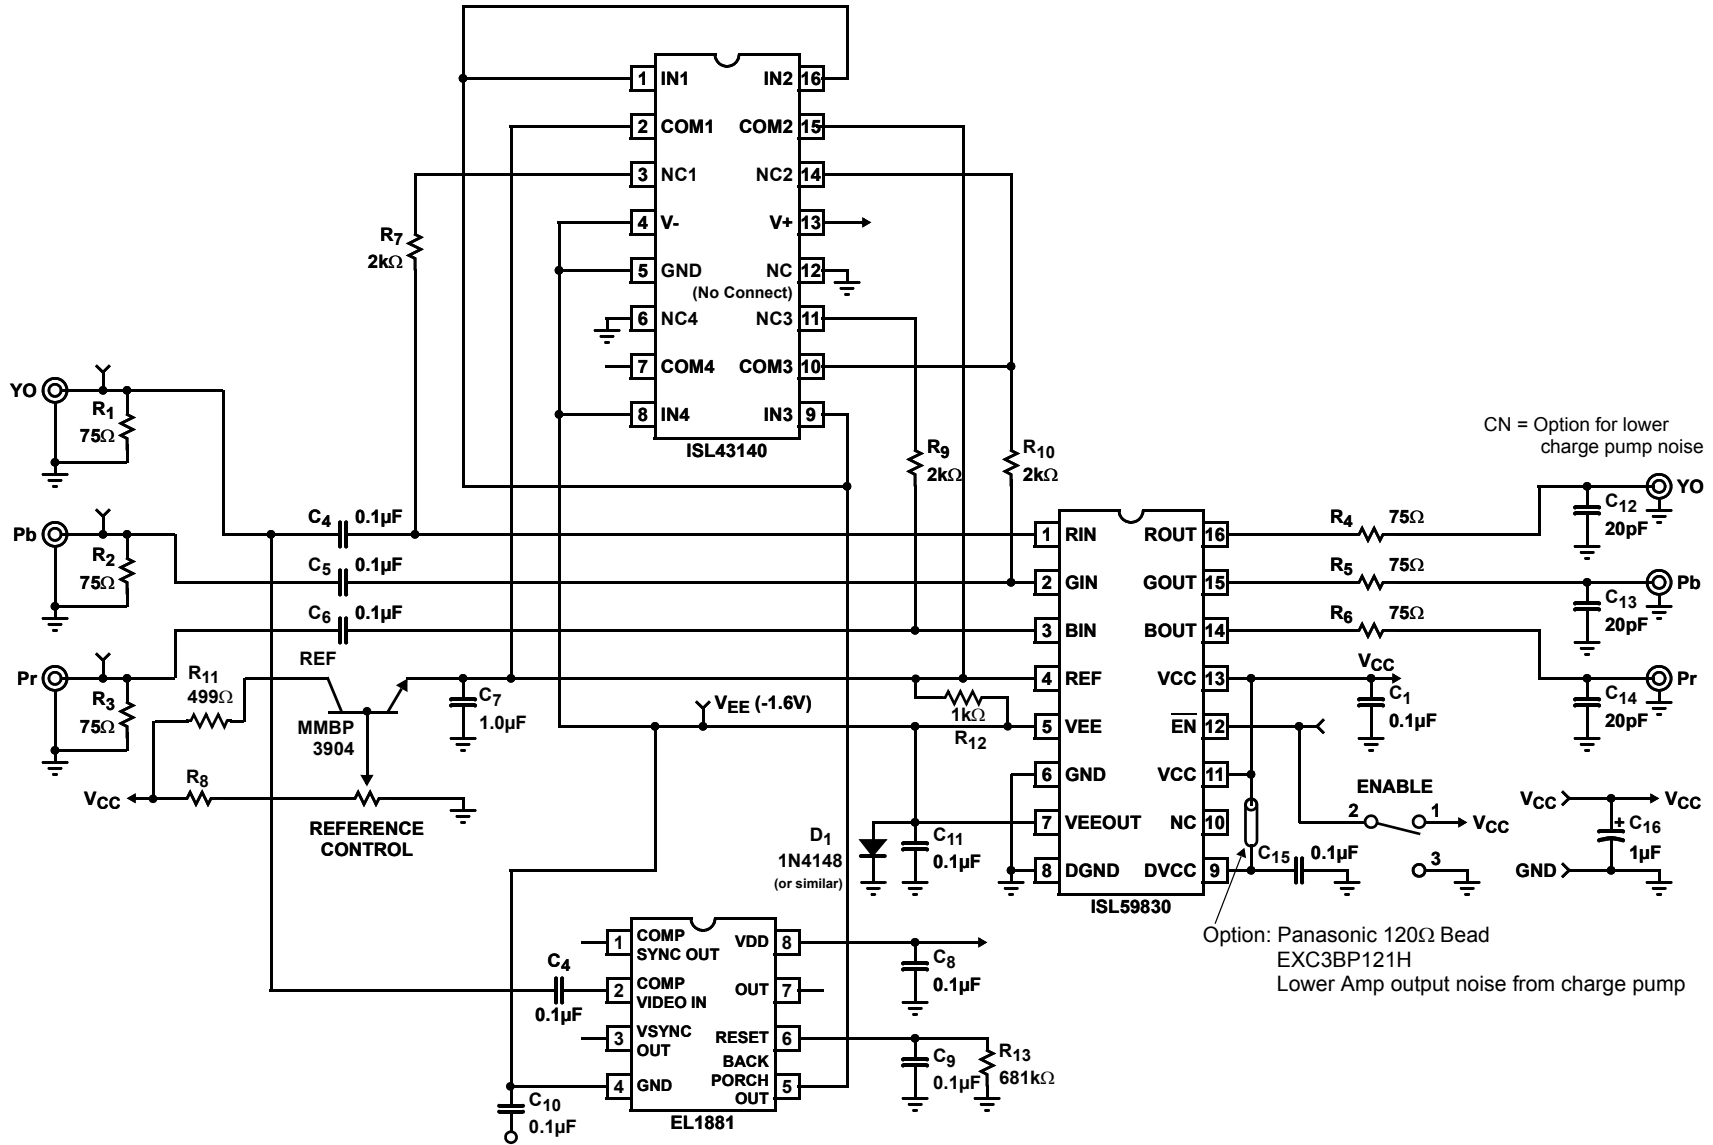 1 IN1 IN2 16
2 COM1 COM2 15
3 NC1 NC2 14
4 V- V+ 13
5 GND NC 12
(No Connect)
6 NC4 NC3 11
7 COM4 COM3 10
8 IN4 IN3 9
ISL43140
R7
2kΩ
YO
R1
75Ω
Pb
R2
75Ω
Pr
R3
75Ω
C4 0.1µF
C5 0.1µF
C6 0.1µF
R9
2kΩ
R10
2kΩ
REF
R11
499Ω
MMBP
3904
C7
1.0µF
VCC
R8
REFERENCE
CONTROL
VEE (-1.6V)
1kΩ
R12
D1
1N4148
(or similar)
C11
0.1µF
1 RIN ROUT 16
2 GIN GOUT 15
3 BIN BOUT 14
4 REF VCC 13
5 VEE EN 12
6 GND VCC 11
7 VEEOUT NC 10
8 DGND DVCC 9
ISL59830
CN = Option for lower
charge pump noise
R4 75Ω
R5 75Ω
R6 75Ω
C12
20pF
YO
C13
20pF
Pb
C14
20pF
Pr
VCC
C1
0.1µF
ENABLE
2 1 VCC
3
C15 0.1µF
VCC VCC
+ C16
1µF
GND
Option: Panasonic 120Ω Bead
EXC3BP121H
Lower Amp output noise from charge pump
C4
0.1µF
1 COMP
SYNC OUT
VDD 8
2 COMP
VIDEO IN
OUT 7
3 VSYNC
OUT
RESET 6
4 GND
BACK
PORCH 5
OUT
EL1881
C8
0.1µF
C9
0.1µF
R13
681kΩ
C10
0.1µF